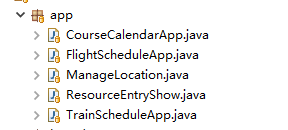 app
CourseCalendarApp.java
FlightScheduleApp.java
ManageLocation.java
ResourceEntryShow.java
TrainScheduleApp.java